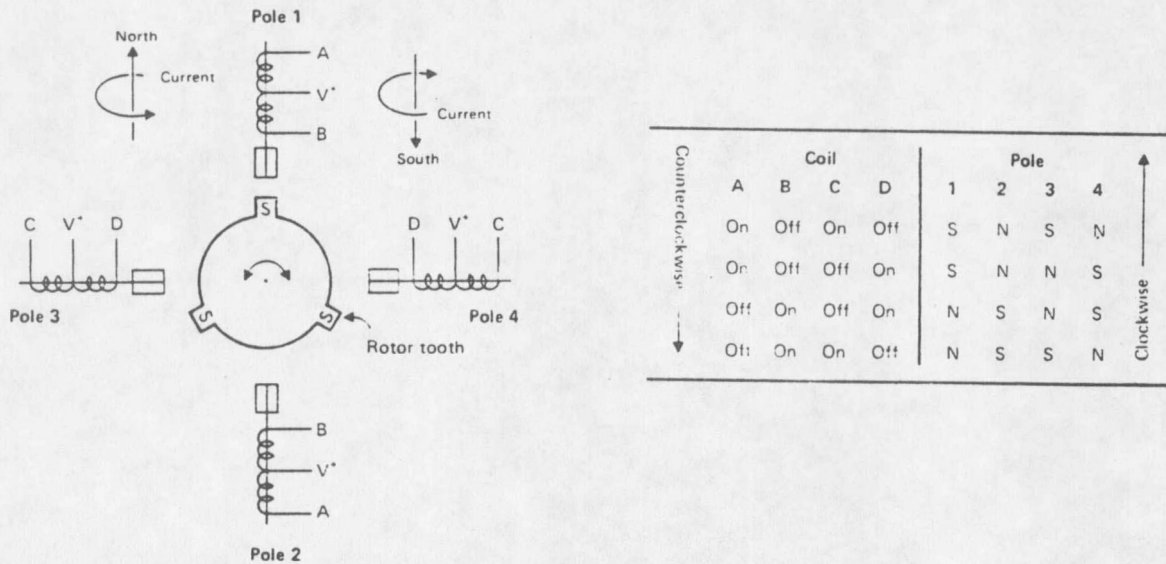 Pole 1
North
Current
A
V+
B
Current
South
S
C V+ D
D V+ C
Pole 3
S S
Pole 4
Rotor tooth
B
V+
A
Pole 2
Counterclockwise
Coil Pole
A B C D 1 2 3 4
On Off On Off S N S N
On Off Off On S N N S
Off On Off On N S N S
Off On On Off N S S N
Clockwise